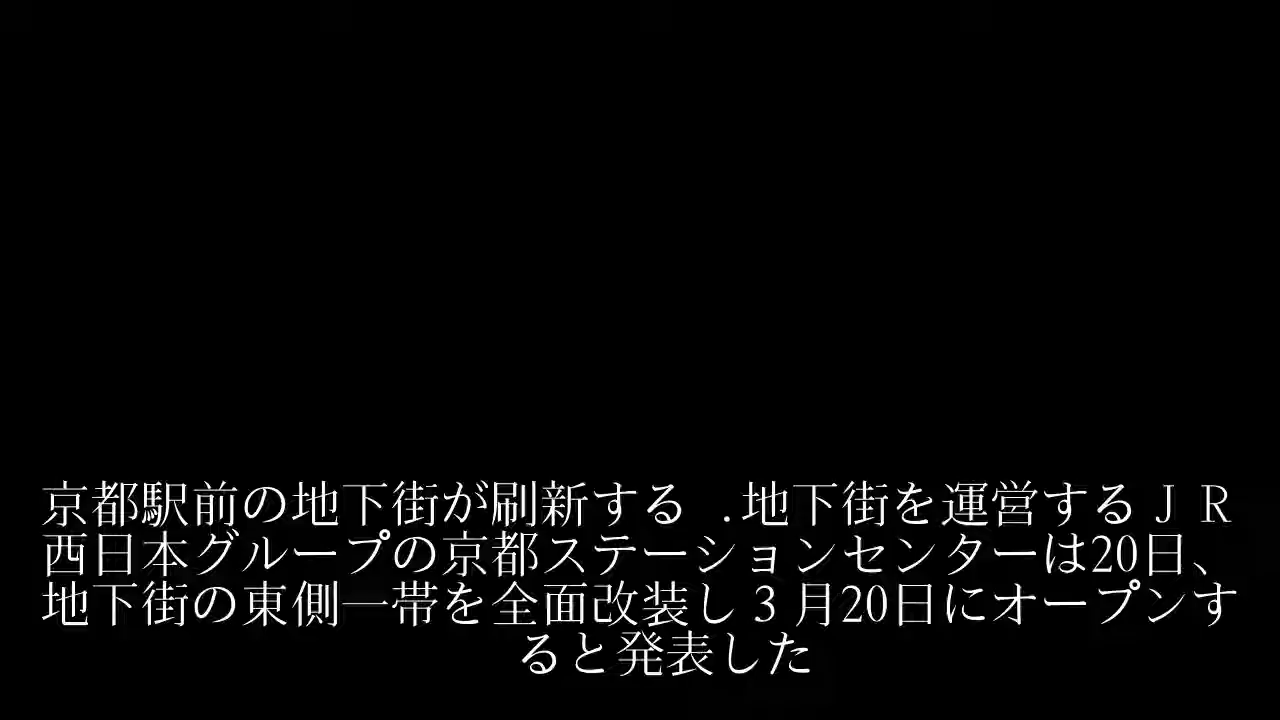 京都駅前の地下街が刷新する .地下街を運営するＪＲ
西日本グループの京都ステーションセンターは20日、
地下街の東側一帯を全面改装し３月20日にオープンす
ると発表した